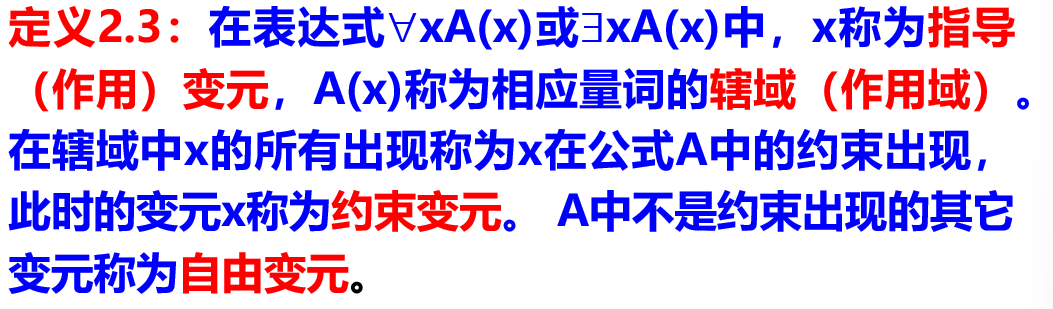 定义2.3：在表达式∀xA(x)或∃xA(x)中，x称为指导
（作用）变元，A(x)称为相应量词的辖域（作用域）。
在辖域中x的所有出现称为x在公式A中的约束出现，
此时的变元x称为约束变元。 A中不是约束出现的其它
变元称为自由变元。